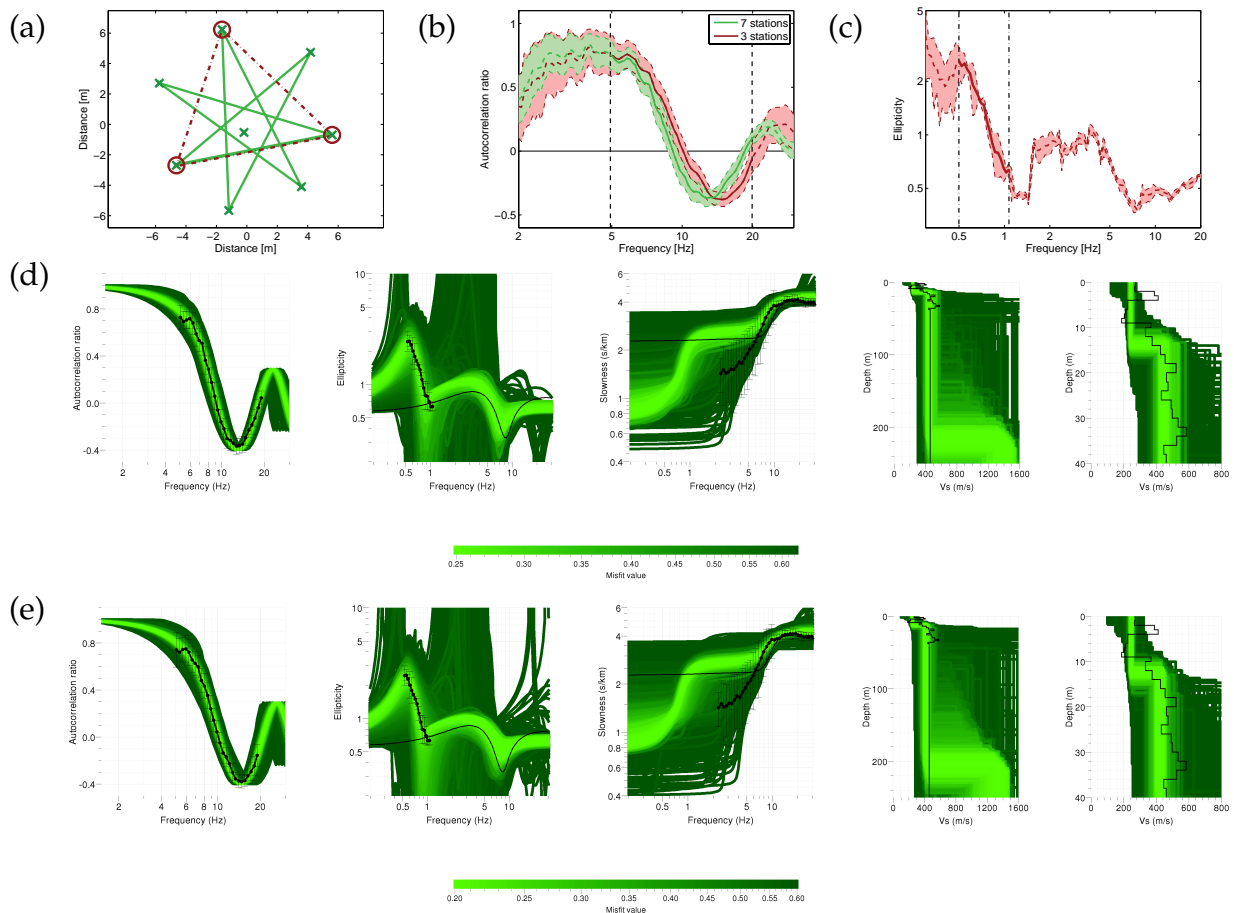 (a)
6
4
2
0
−2
−4
−6
Distance [m]
−6 −4 −2 0 2 4 6
Distance [m]
(b)
1
0.5
0
−0.5
Autocorrelation ratio
7 stations
3 stations
2 5 10 20
Frequency [Hz]
(c)
5
2
1
0.5
Ellipticity
0.5 1 2 5 10 20
Frequency [Hz]
(d)
0.8
0.4
0.0
-0.4
Autocorrelation ratio
2 4 6 8 10 20
Frequency (Hz)
10
5
1
0.5
Ellipticity
0.5 1 5 10
Frequency (Hz)
6
4
2
1
0.8
0.6
0.4
Slowness (s/km)
0.5 1 5 10
Frequency (Hz)
0
100
200
Depth (m)
0 400 800 1200 1600
Vs (m/s)
0
10
20
30
40
Depth (m)
0 200 400 600 800
Vs (m/s)
0.25 0.30 0.35 0.40 0.45 0.50 0.55 0.60
Misfit value
(e)
0.8
0.4
0.0
-0.4
Autocorrelation ratio
2 4 6 8 10 20
Frequency (Hz)
10
5
1
0.5
Ellipticity
0.5 1 5 10
Frequency (Hz)
6
4
2
1
0.8
0.6
0.4
Slowness (s/km)
0.5 1 5 10
Frequency (Hz)
0
100
200
Depth (m)
0 400 800 1200 1600
Vs (m/s)
0
10
20
30
40
Depth (m)
0 200 400 600 800
Vs (m/s)
0.20 0.25 0.30 0.35 0.40 0.45 0.50 0.55 0.60
Misfit value